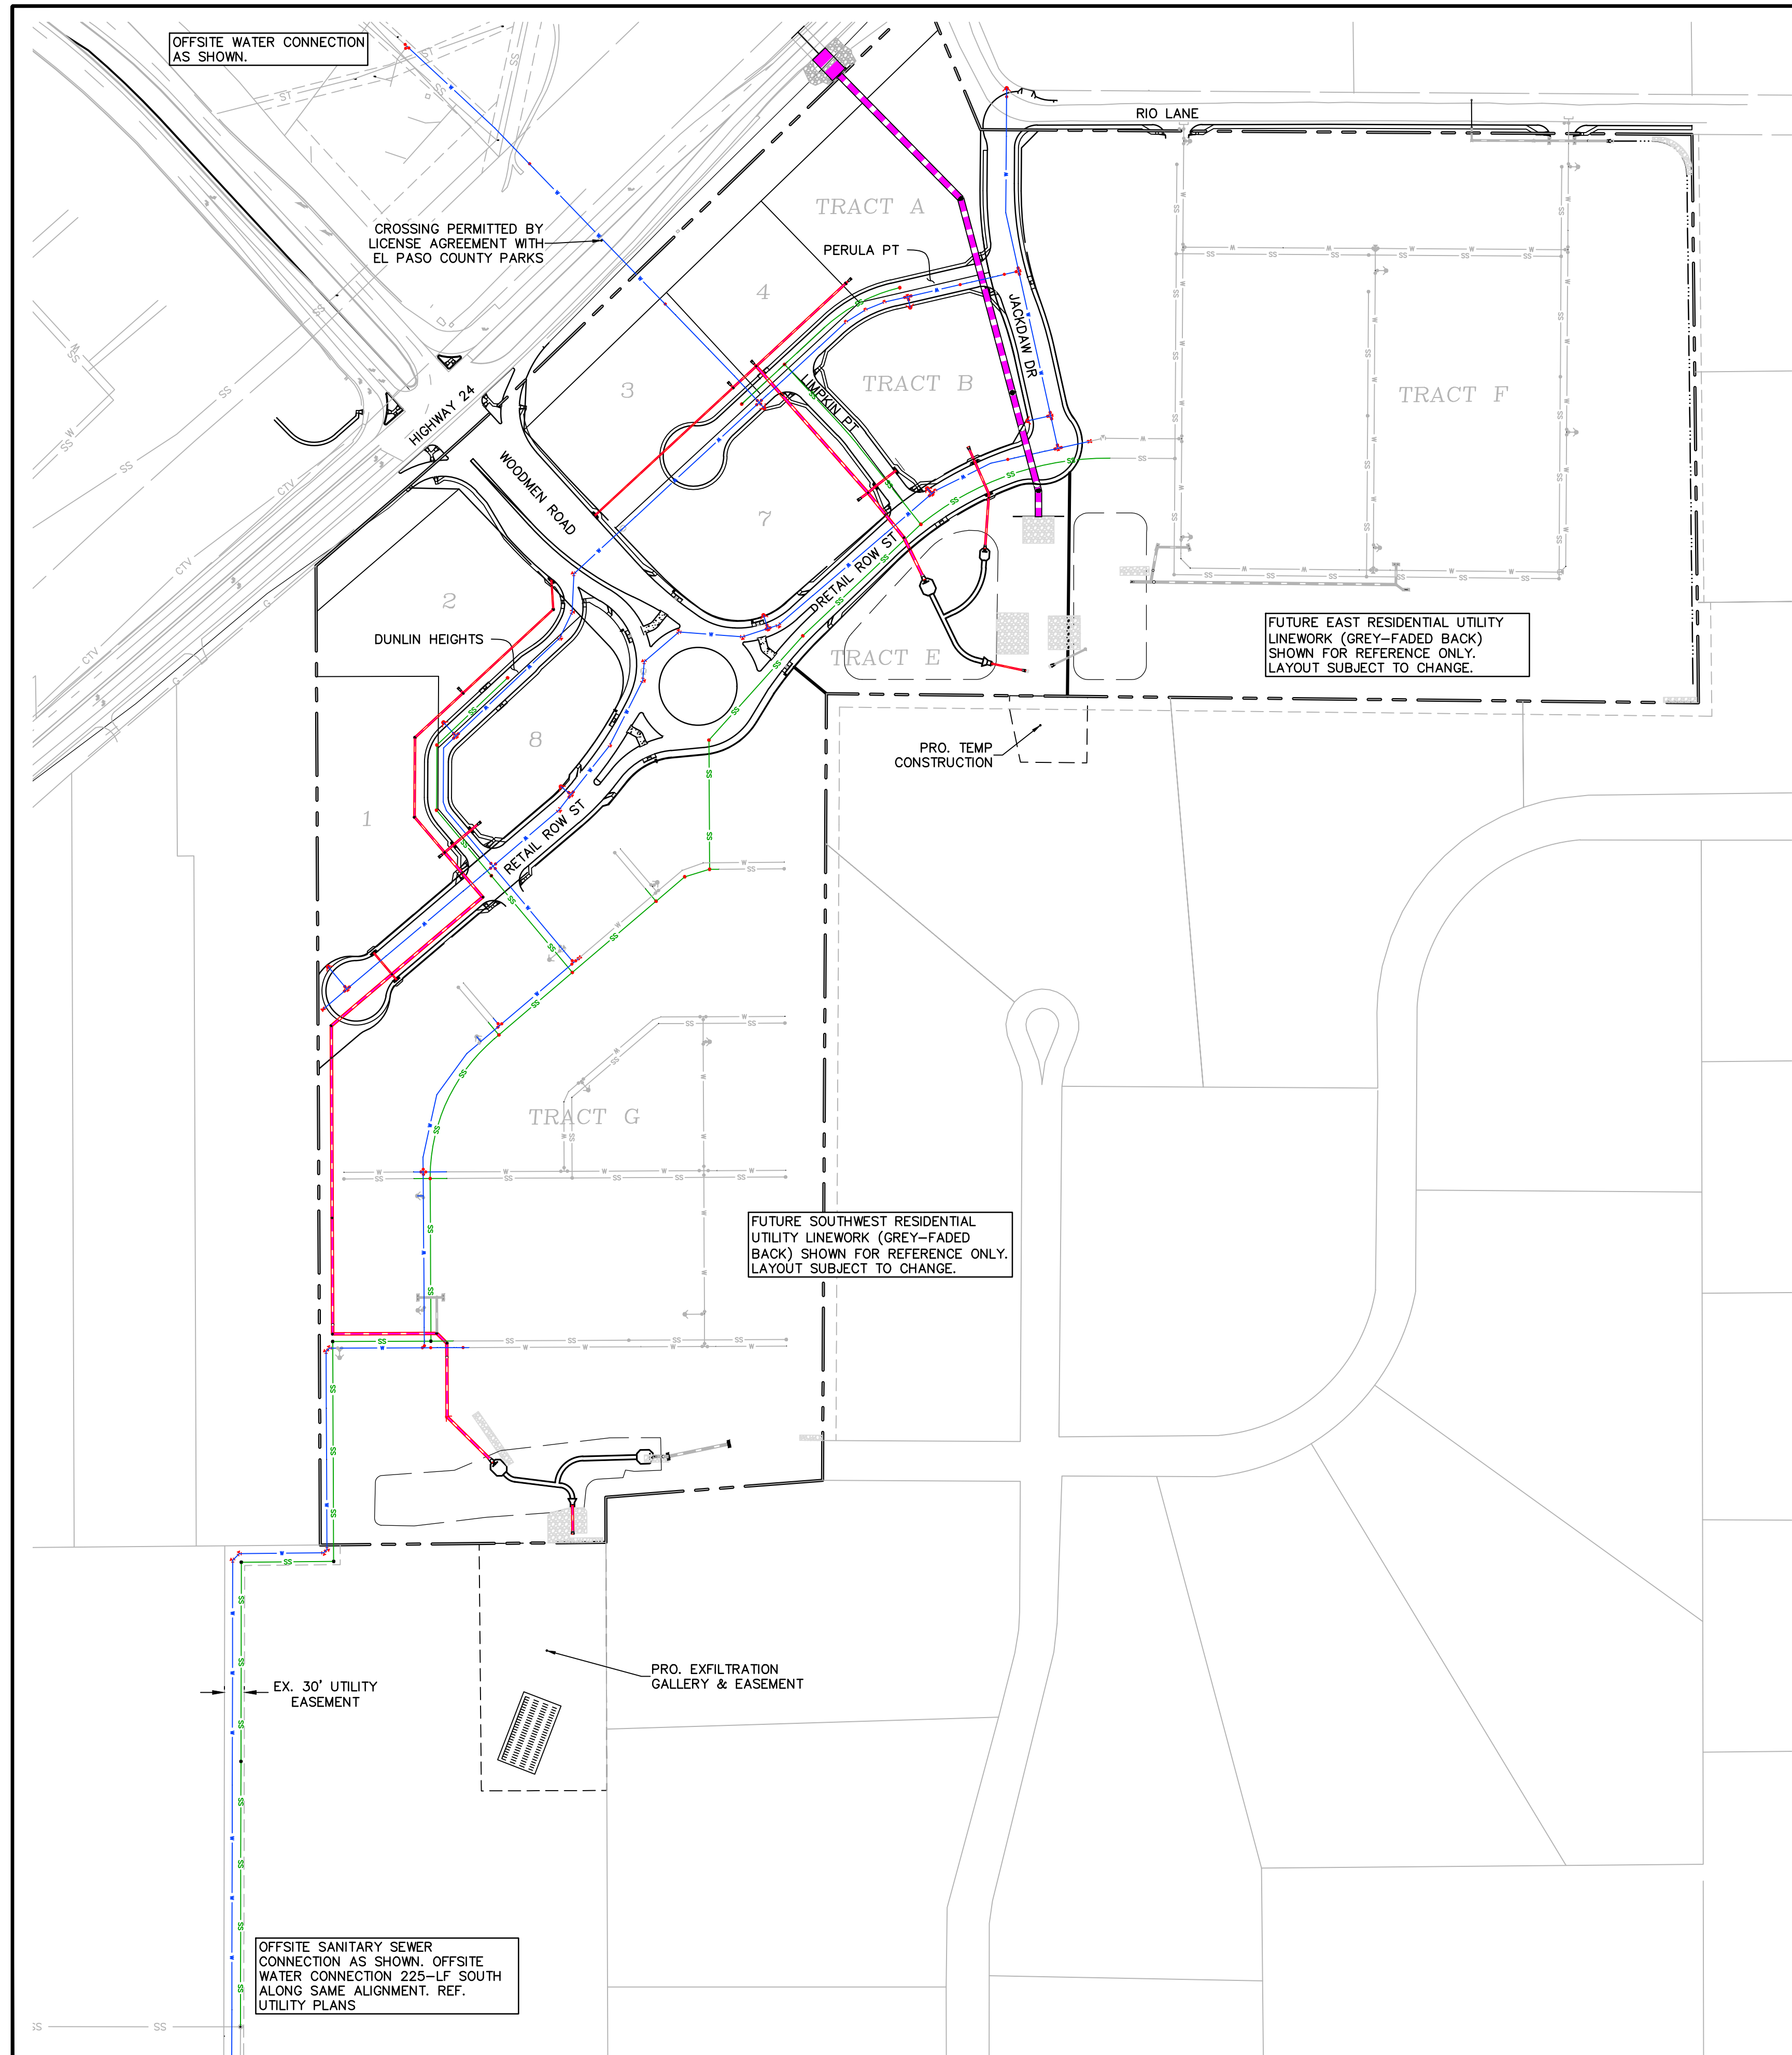 OFFSITE WATER CONNECTION
AS SHOWN.
RIO LANE
CROSSING PERMITTED BY
LICENSE AGREEMENT WITH
EL PASO COUNTY PARKS
TRACT A
PERULA PT
4
JACKDAW DR
3
TRACT B
LIMPKIN PT
TRACT F
HIGHWAY 24
WOODMEN ROAD
7
RETAIL ROW ST
2
DUNLIN HEIGHTS
TRACT E
FUTURE EAST RESIDENTIAL UTILITY
LINEWORK (GREY-FADED BACK)
SHOWN FOR REFERENCE ONLY.
LAYOUT SUBJECT TO CHANGE.
8
PRO. TEMP
CONSTRUCTION
1
RETAIL ROW ST
TRACT G
FUTURE SOUTHWEST RESIDENTIAL
UTILITY LINEWORK (GREY-FADED
BACK) SHOWN FOR REFERENCE ONLY.
LAYOUT SUBJECT TO CHANGE.
EX. 30' UTILITY
EASEMENT
PRO. EXFILTRATION
GALLERY & EASEMENT
OFFSITE SANITARY SEWER
CONNECTION AS SHOWN. OFFSITE
WATER CONNECTION 225-LF SOUTH
ALONG SAME ALIGNMENT. REF.
UTILITY PLANS